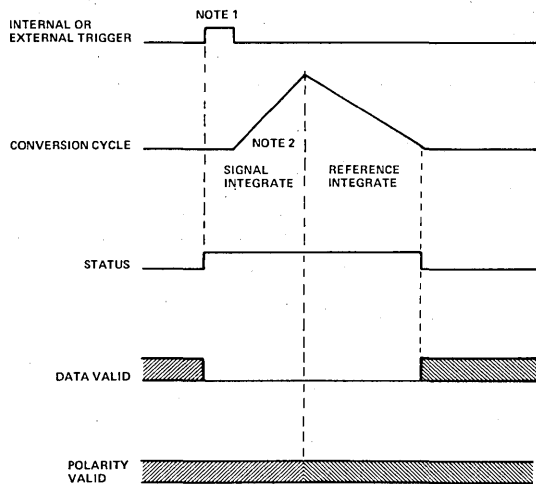 NOTE 1
INTERNAL OR
EXTERNAL TRIGGER
CONVERSION CYCLE
NOTE 2
SIGNAL
INTEGRATE
REFERENCE
INTEGRATE
STATUS
DATA VALID
POLARITY
VALID